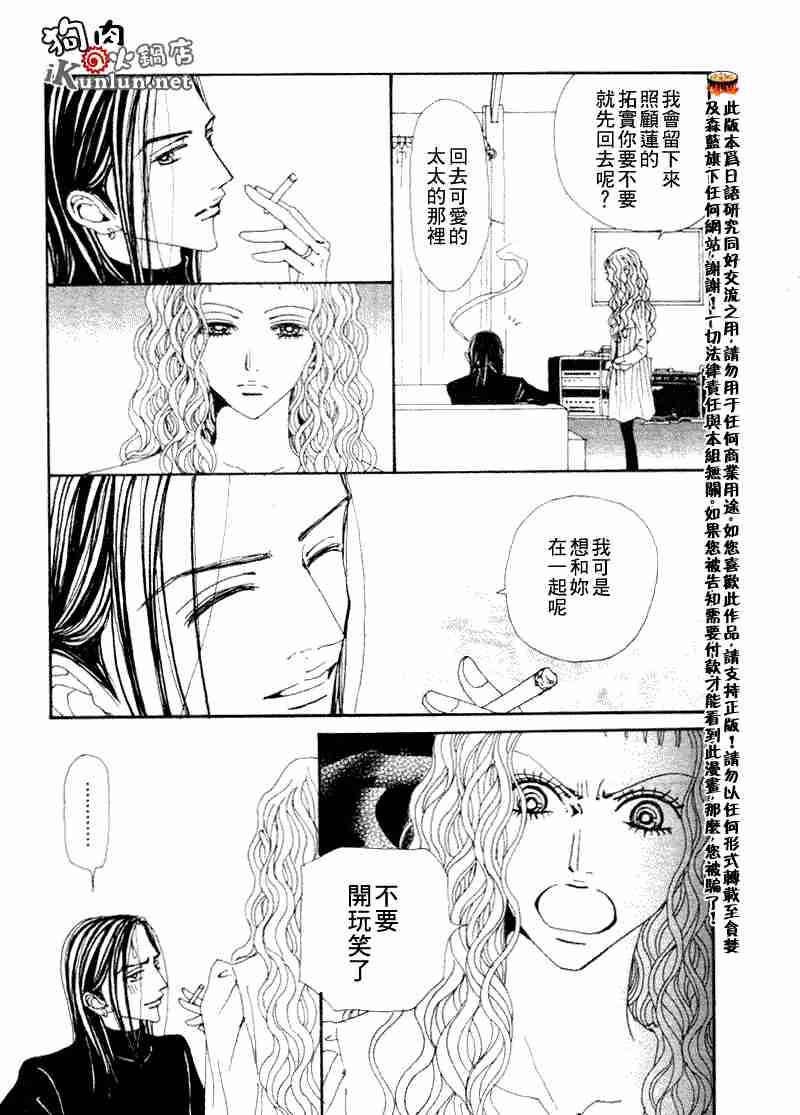 狗肉
火鍋店
iKunlun.net
我會留下來
照顧蓮的
拓實你要不要
就先回去呢？
回去可愛的
太太的那裡
我可是
想和妳
在一起呢
不要
開玩笑了
………
此版本爲日語研究同好交流之用，請勿用于任何商業用途。如您喜歡此作品，請支持正版！請勿以任何形式轉載至貪婪
及森藍旗下任何網站，謝謝！一切法律責任與本組無關。如果您被告知需要付款才能看到此漫畫，那麼，您被騙了！